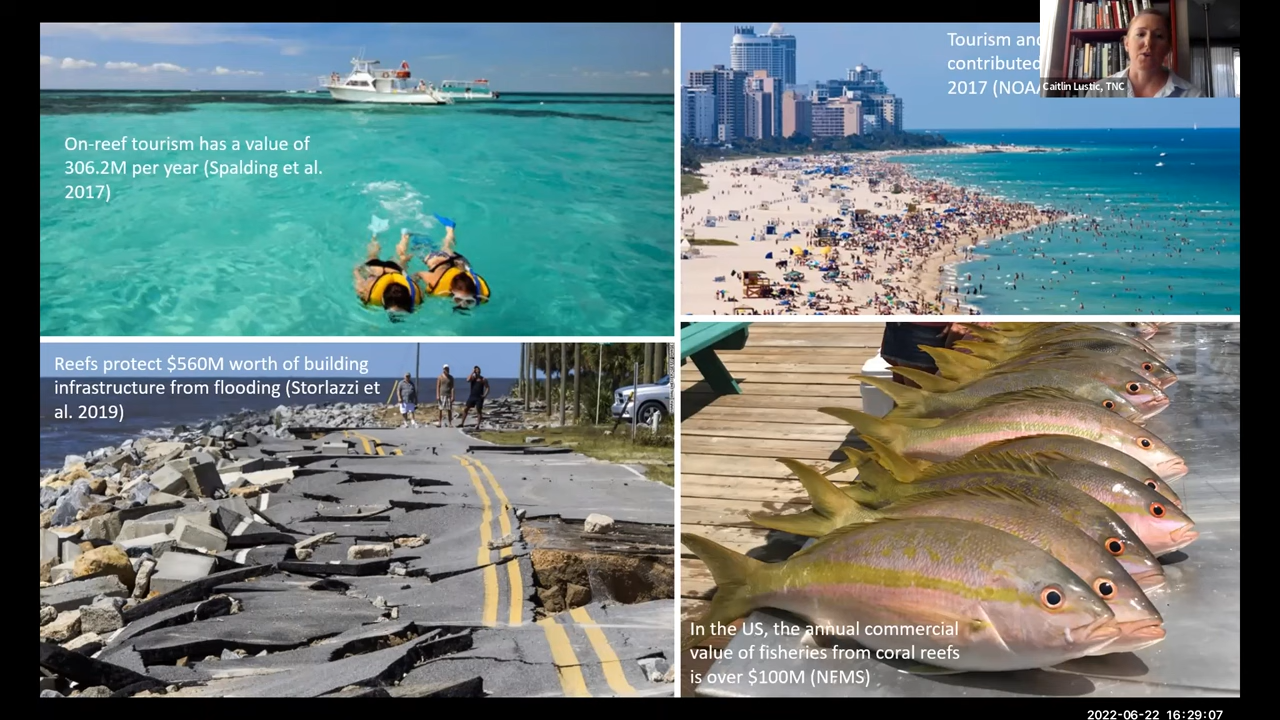 On-reef tourism has a value of
306.2M per year (Spalding et al.
2017)
Tourism and
contributed
2017 (NOA
Caitlin Lustic, TNC
Reefs protect $560M worth of building
infrastructure from flooding (Storlazzi et
al. 2019)
In the US, the annual commercial
value of fisheries from coral reefs
is over $100M (NFMS)
2022-06-22 16:29:07